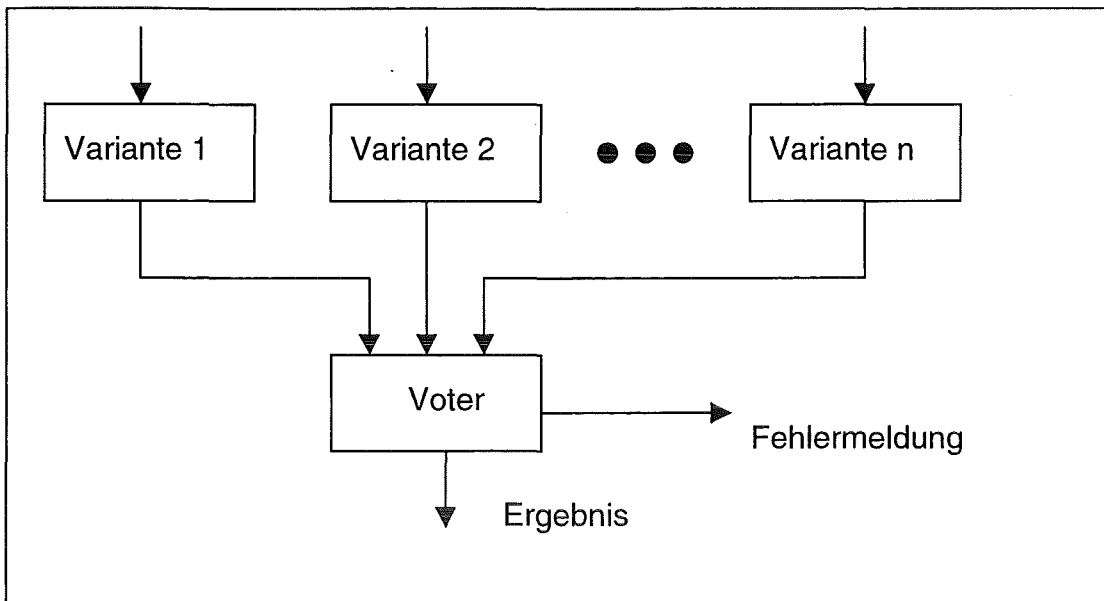 Variante 1
Variante 2
Variante n
Voter
Fehlermeldung
Ergebnis